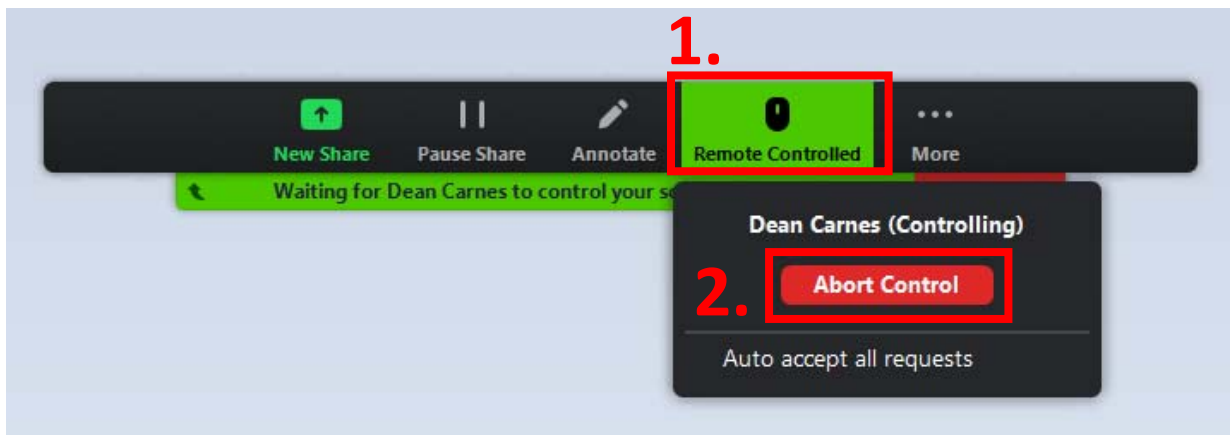 1.
New Share Pause Share Annotate Remote Controlled More
Waiting for Dean Carnes to control your
Dean Carnes (Controlling)
2. Abort Control
Auto accept all requests